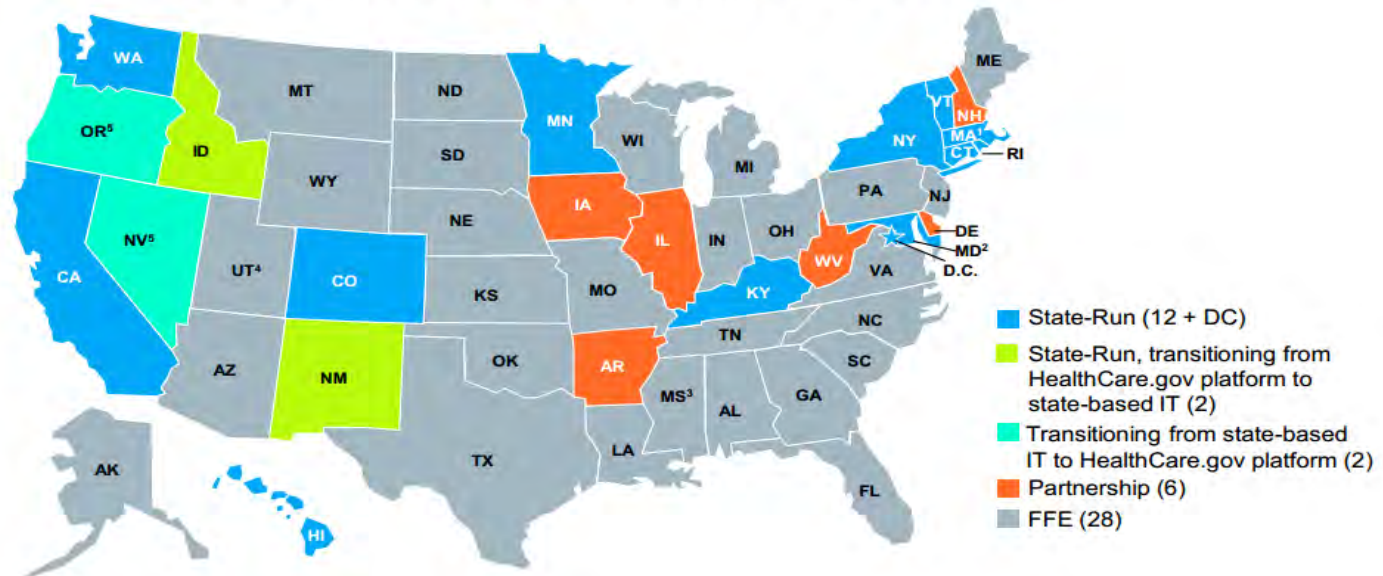 WA
MT
ND
MN
ME
VT
NH
OR⁵
ID
SD
WI
NY
MA¹
CT
RI
WY
MI
PA
NJ
IA
NE
NV⁵
IL
IN
OH
DE
MD²
D.C.
UT⁴
CO
WV
VA
CA
KS
MO
KY
NC
TN
AZ
NM
OK
AR
SC
MS³
AL
GA
TX
LA
AK
FL
HI
State-Run (12 + DC)
State-Run, transitioning from
HealthCare.gov platform to
state-based IT (2)
Transitioning from state-based
IT to HealthCare.gov platform (2)
Partnership (6)
FFE (28)